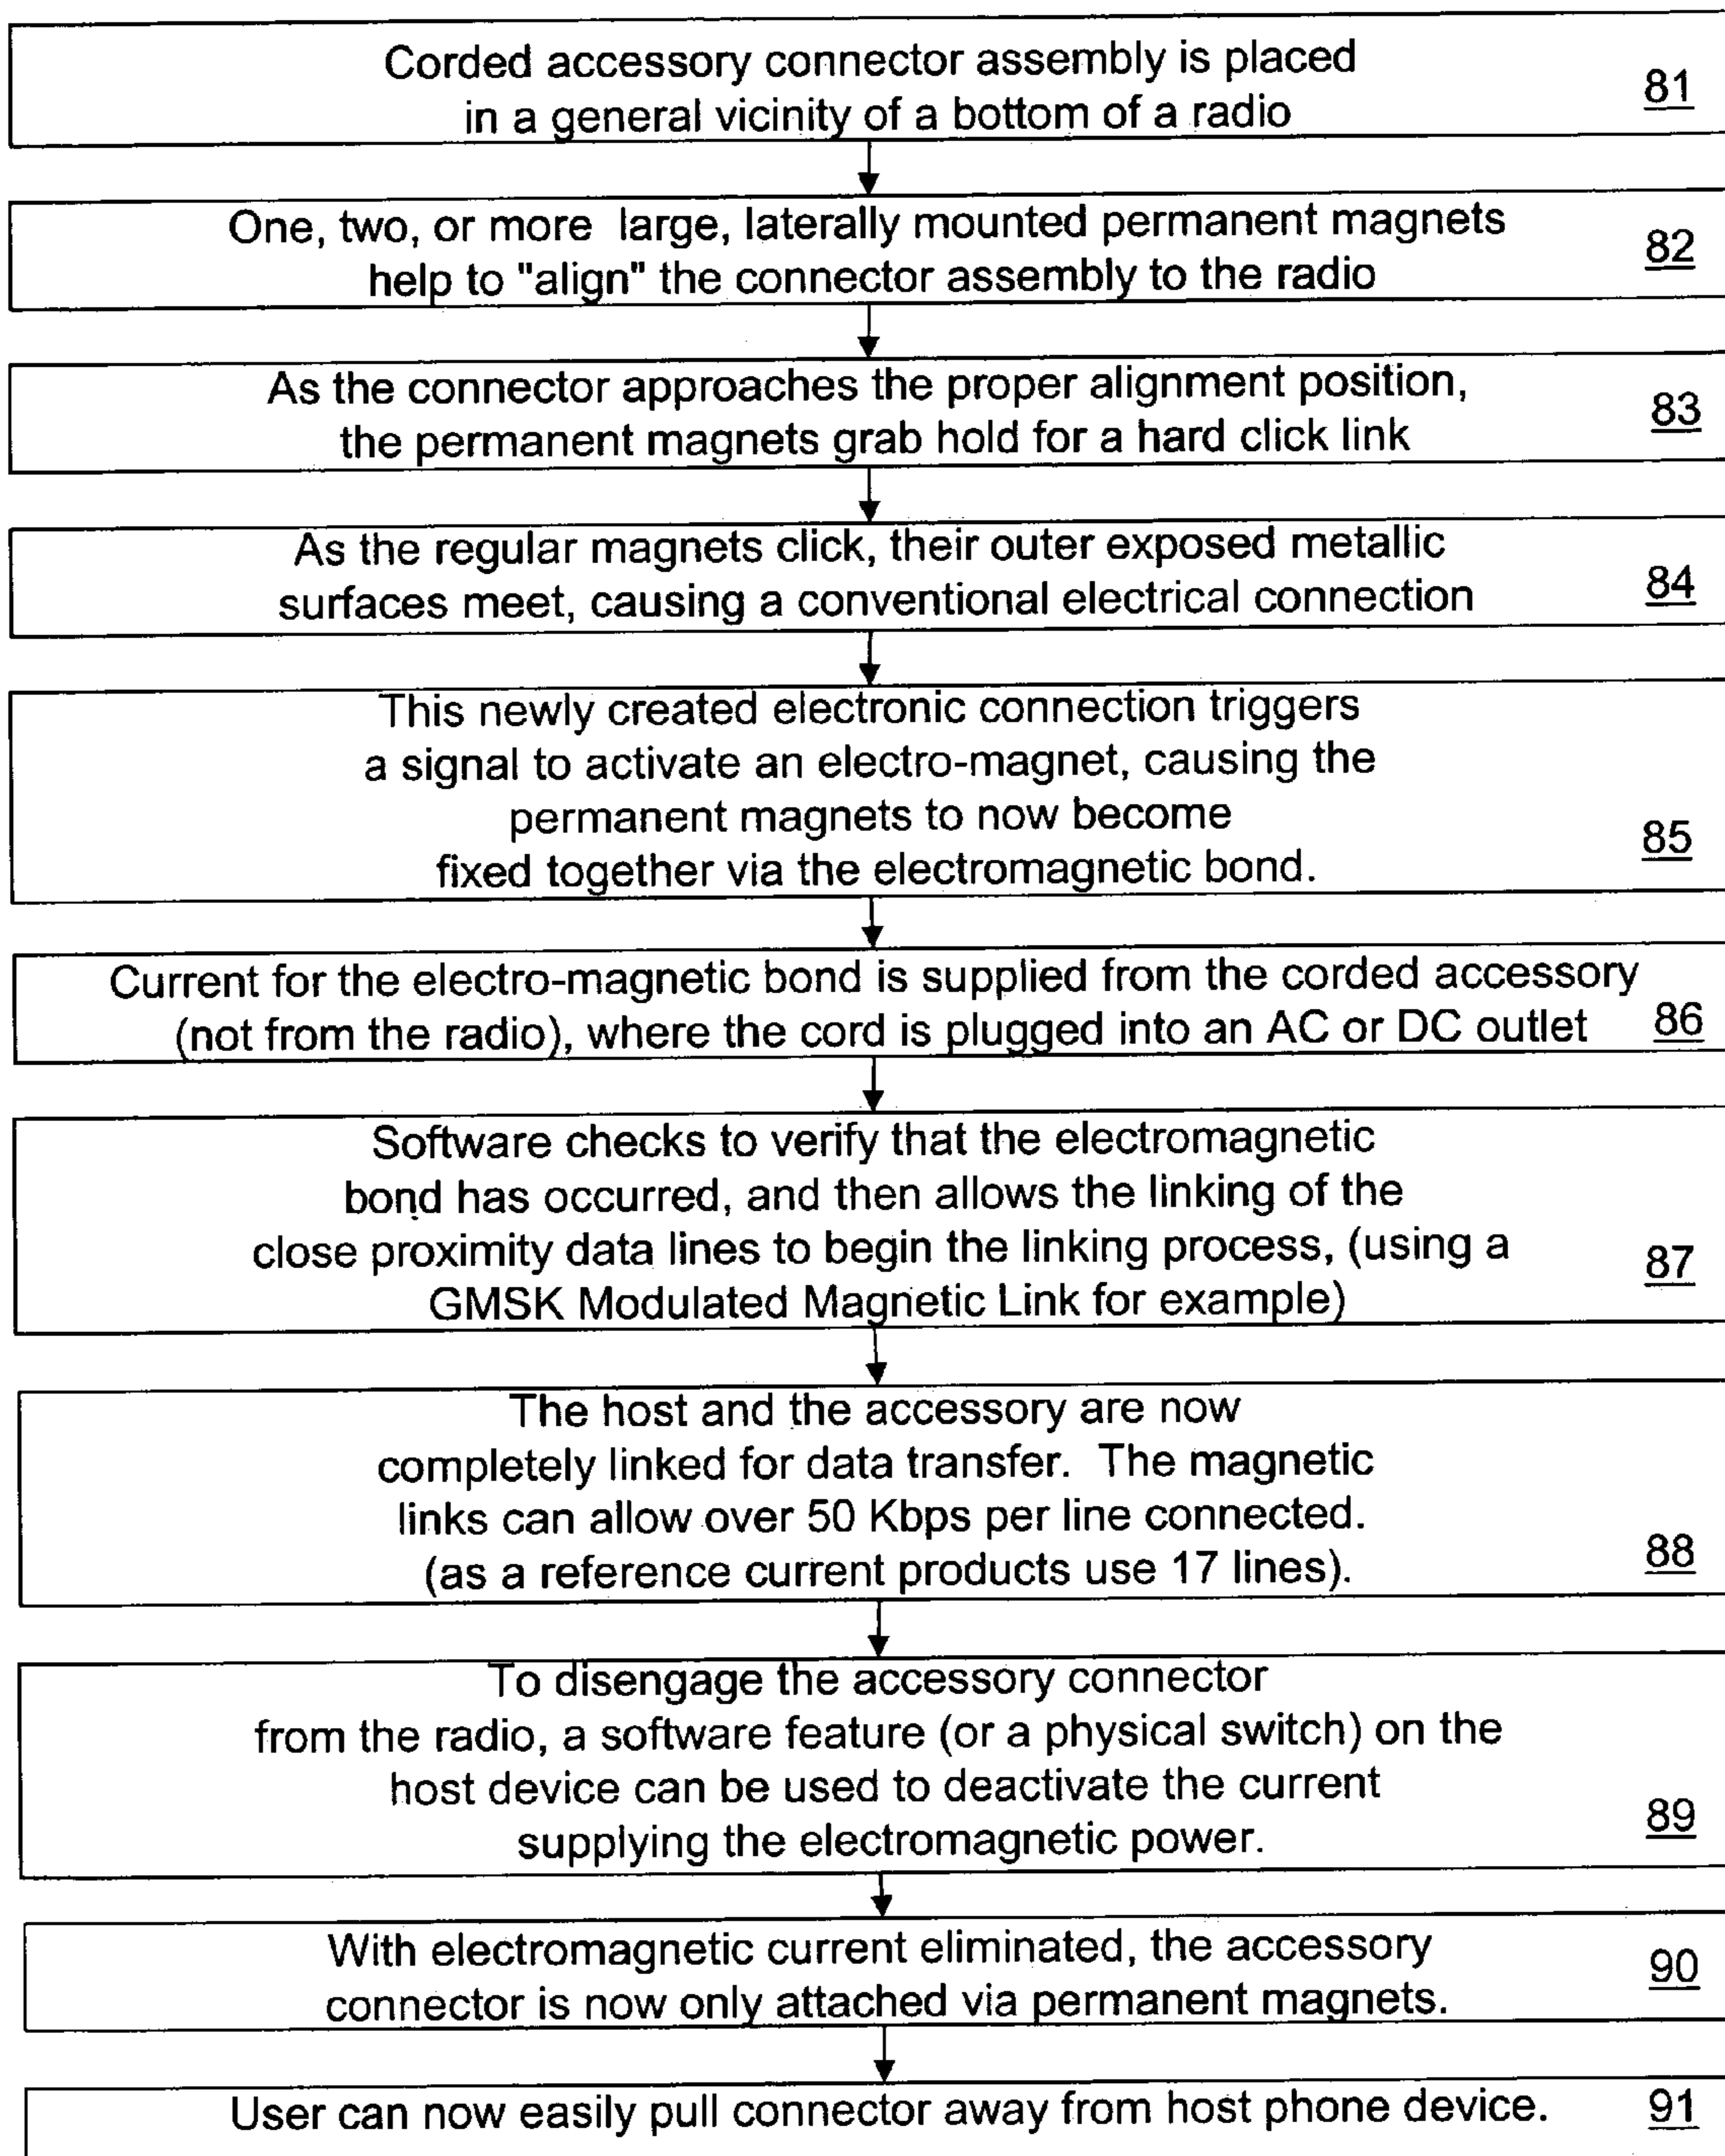 Corded accessory connector assembly is placed
in a general vicinity of a bottom of a radio
81
One, two, or more large, laterally mounted permanent magnets
help to "align" the connector assembly to the radio
82
As the connector approaches the proper alignment position,
the permanent magnets grab hold for a hard click link
83
As the regular magnets click, their outer exposed metallic
surfaces meet, causing a conventional electrical connection
84
This newly created electronic connection triggers
a signal to activate an electro-magnet, causing the
permanent magnets to now become
fixed together via the electromagnetic bond.
85
Current for the electro-magnetic bond is supplied from the corded accessory
(not from the radio), where the cord is plugged into an AC or DC outlet
86
Software checks to verify that the electromagnetic
bond has occurred, and then allows the linking of the
close proximity data lines to begin the linking process, (using a
GMSK Modulated Magnetic Link for example)
87
The host and the accessory are now
completely linked for data transfer. The magnetic
links can allow over 50 Kbps per line connected.
(as a reference current products use 17 lines).
88
To disengage the accessory connector
from the radio, a software feature (or a physical switch) on the
host device can be used to deactivate the current
supplying the electromagnetic power.
89
With electromagnetic current eliminated, the accessory
connector is now only attached via permanent magnets.
90
User can now easily pull connector away from host phone device.
91